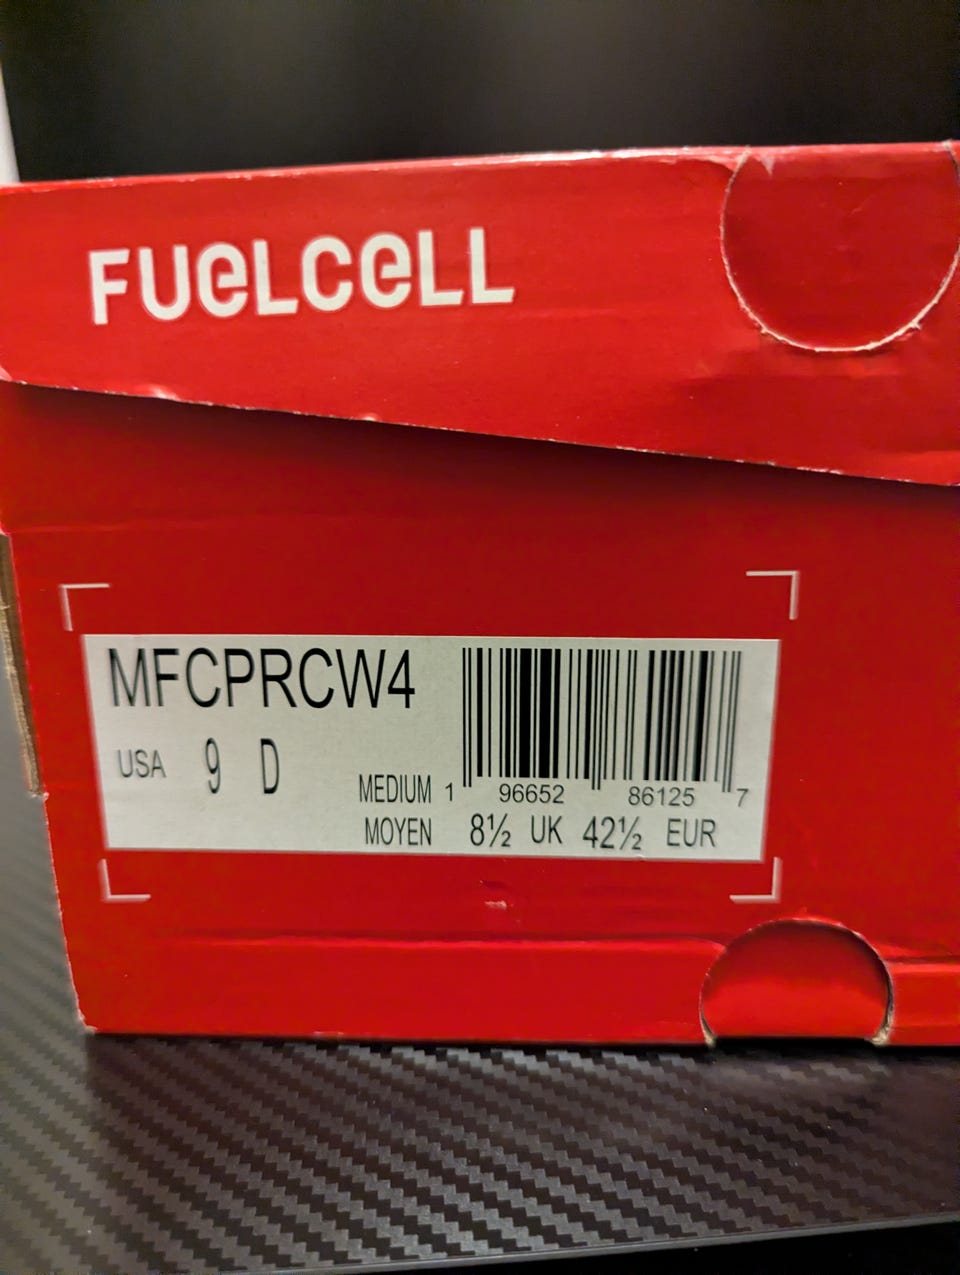 FUeLCeLL
MFCPRCW4
USA 9 D
MEDIUM 1 96652 86125 7
MOYEN 8½ UK 42½ EUR